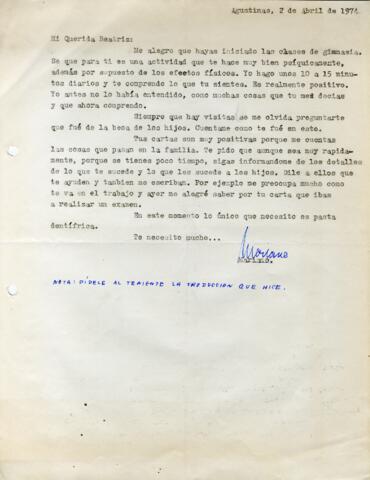 Agustinas, 2 de Abril de 1974.
Mi Querida Beatriz:
Me alegro que hayas iniciado las clases de gimnasia.
Se que para ti es una actividad que te hace muy bien psíquicamente,
además por supuesto de los efectos físicos. Yo hago unos 10 a 15 minu-
tos diarios y te comprendo lo que tu sientes. Es realmente positivo.
Yo antes no lo había entendido, como muchas cosas que tu me decías
y que ahora comprendo.
Siempre que hay visitas se me olvida preguntarte
que fué de la beca de los hijos. Cuentame como te fué en esto.
Tus cartas son muy positivas porque me cuentas
las cosas que pasan en la familia. Te pido que aunque sea muy rapida-
mente, porque se tienes poco tiempo, sigas informandome de los detalles
de lo que te sucede y lo que les sucede a los hijos. Dile a ellos que
te ayuden y tambien me escriban. Por ejemplo me preocupa mucho como
te va en el trabajo y ayer me alegré saber por tu carta que ibas
a realizar un examen.
En este momento lo único que necesito es pasta
dentífrica.
Te necesito mucho...
Mariano
Mariano.
NOTA: PÍDELE AL TENIENTE LA TRADUCCION QUE HICE.